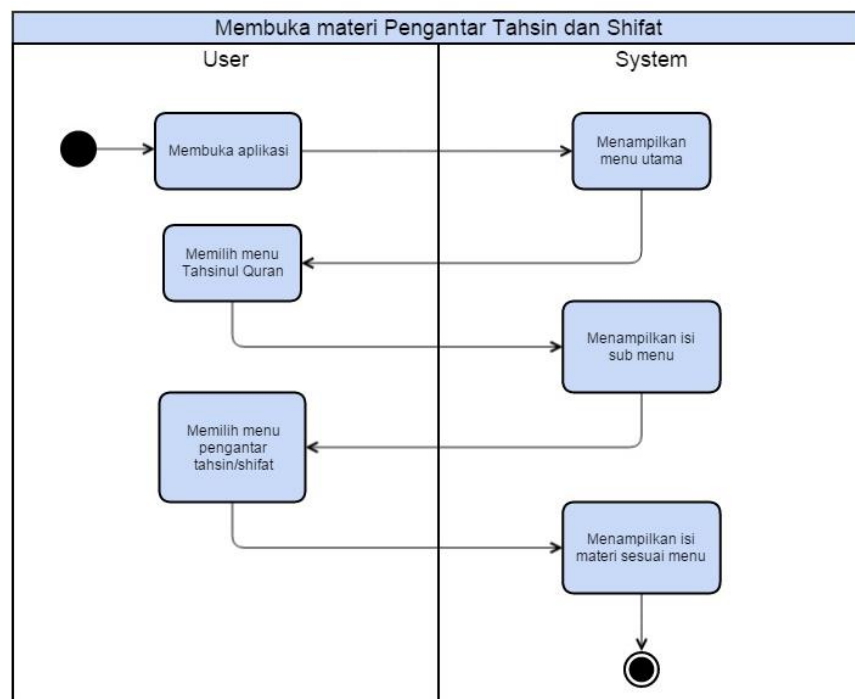 Membuka materi Pengantar Tahsin dan Shifat
User
System
Membuka aplikasi
Menampilkan
menu utama
Memilih menu
Tahsinul Quran
Menampilkan isi
sub menu
Memilih menu
pengantar
tahsin/shifat
Menampilkan isi
materi sesuai menu